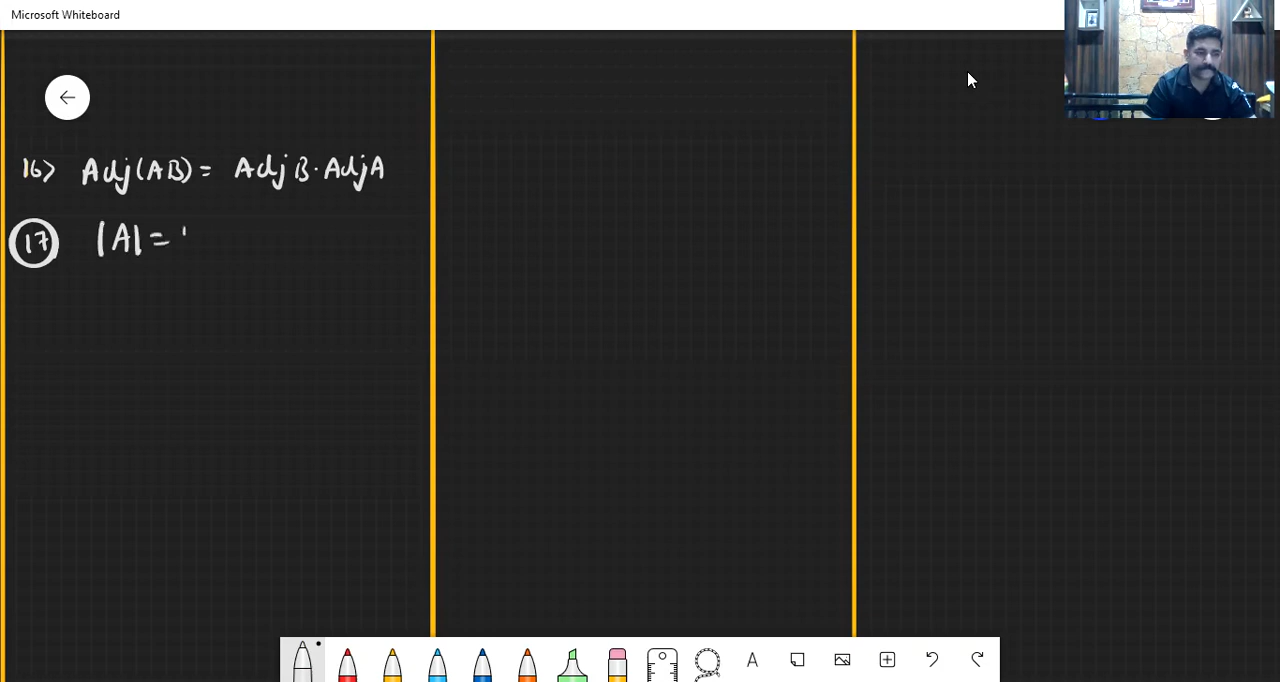 Microsoft Whiteboard
16> Adj(AB) = Adj B · Adj A
17 |A| = '